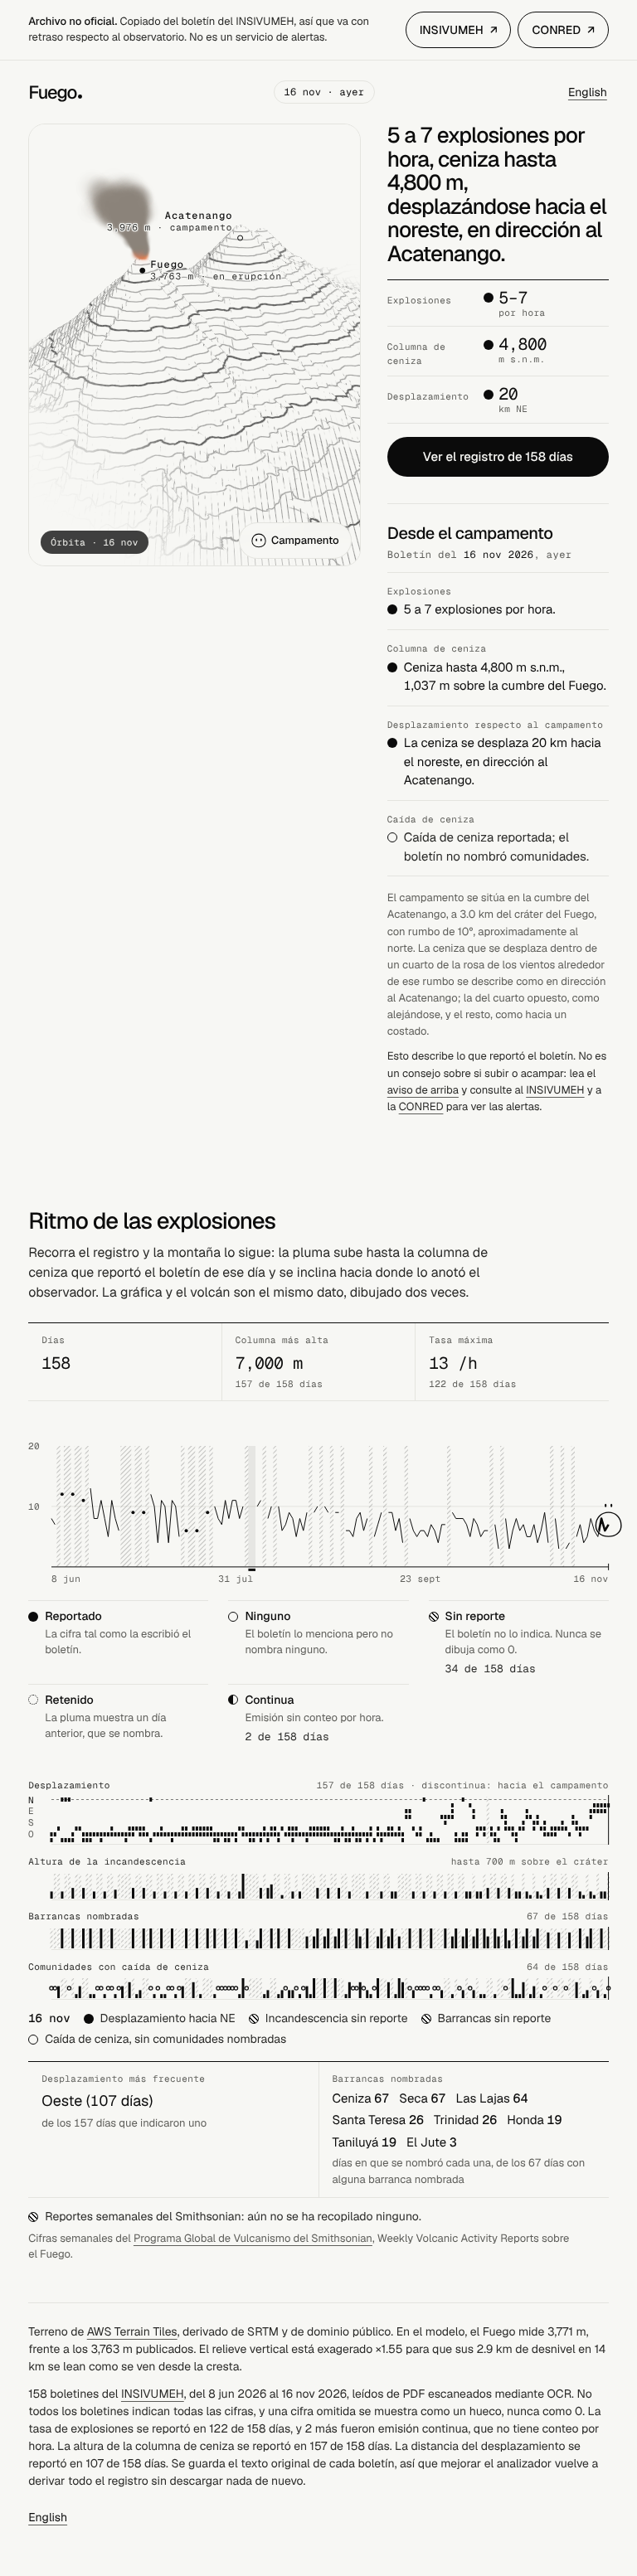 Archivo no oficial. Copiado del boletín del INSIVUMEH, así que va con
retraso respecto al observatorio. No es un servicio de alertas.
INSIVUMEH ↗
CONRED ↗
Fuego.
16 nov · ayer
English
Acatenango
3,976 m · campamento
Fuego
3,763 m · en erupción
Órbita · 16 nov
Campamento
5 a 7 explosiones por
hora, ceniza hasta
4,800 m,
desplazándose hacia el
noreste, en dirección al
Acatenango.
Explosiones
5–7
por hora
Columna de
ceniza
4,800
m s.n.m.
Desplazamiento
20
km NE
Ver el registro de 158 días
Desde el campamento
Boletín del 16 nov 2026, ayer
Explosiones
5 a 7 explosiones por hora.
Columna de ceniza
Ceniza hasta 4,800 m s.n.m.,
1,037 m sobre la cumbre del Fuego.
Desplazamiento respecto al campamento
La ceniza se desplaza 20 km hacia
el noreste, en dirección al
Acatenango.
Caída de ceniza
Caída de ceniza reportada; el
boletín no nombró comunidades.
El campamento se sitúa en la cumbre del
Acatenango, a 3.0 km del cráter del Fuego,
con rumbo de 10°, aproximadamente al
norte. La ceniza que se desplaza dentro de
un cuarto de la rosa de los vientos alrededor
de ese rumbo se describe como en dirección
al Acatenango; la del cuarto opuesto, como
alejándose, y el resto, como hacia un
costado.
Esto describe lo que reportó el boletín. No es
un consejo sobre si subir o acampar: lea el
aviso de arriba y consulte al INSIVUMEH y a
la CONRED para ver las alertas.
Ritmo de las explosiones
Recorra el registro y la montaña lo sigue: la pluma sube hasta la columna de
ceniza que reportó el boletín de ese día y se inclina hacia donde lo anotó el
observador. La gráfica y el volcán son el mismo dato, dibujado dos veces.
Días
158
Columna más alta
7,000 m
157 de 158 días
Tasa máxima
13 /h
122 de 158 días
20
10
8 jun
31 jul
23 sept
16 nov
Reportado
La cifra tal como la escribió el
boletín.
Ninguno
El boletín lo menciona pero no
nombra ninguno.
Sin reporte
El boletín no lo indica. Nunca se
dibuja como 0.
34 de 158 días
Retenido
La pluma muestra un día
anterior, que se nombra.
Continua
Emisión sin conteo por hora.
2 de 158 días
Desplazamiento
157 de 158 días · discontinua: hacia el campamento
N
E
S
O
Altura de la incandescencia
hasta 700 m sobre el cráter
Barrancas nombradas
67 de 158 días
Comunidades con caída de ceniza
64 de 158 días
16 nov
Desplazamiento hacia NE
Incandescencia sin reporte
Barrancas sin reporte
Caída de ceniza, sin comunidades nombradas
Desplazamiento más frecuente
Oeste (107 días)
de los 157 días que indicaron uno
Barrancas nombradas
Ceniza 67 Seca 67 Las Lajas 64
Santa Teresa 26 Trinidad 26 Honda 19
Taniluyá 19 El Jute 3
días en que se nombró cada una, de los 67 días con
alguna barranca nombrada
Reportes semanales del Smithsonian: aún no se ha recopilado ninguno.
Cifras semanales del Programa Global de Vulcanismo del Smithsonian, Weekly Volcanic Activity Reports sobre
el Fuego.
Terreno de AWS Terrain Tiles, derivado de SRTM y de dominio público. En el modelo, el Fuego mide 3,771 m,
frente a los 3,763 m publicados. El relieve vertical está exagerado ×1.55 para que sus 2.9 km de desnivel en 14
km se lean como se ven desde la cresta.
158 boletines del INSIVUMEH, del 8 jun 2026 al 16 nov 2026, leídos de PDF escaneados mediante OCR. No
todos los boletines indican todas las cifras, y una cifra omitida se muestra como un hueco, nunca como 0. La
tasa de explosiones se reportó en 122 de 158 días, y 2 más fueron emisión continua, que no tiene conteo por
hora. La altura de la columna de ceniza se reportó en 157 de 158 días. La distancia del desplazamiento se
reportó en 107 de 158 días. Se guarda el texto original de cada boletín, así que mejorar el analizador vuelve a
derivar todo el registro sin descargar nada de nuevo.
English